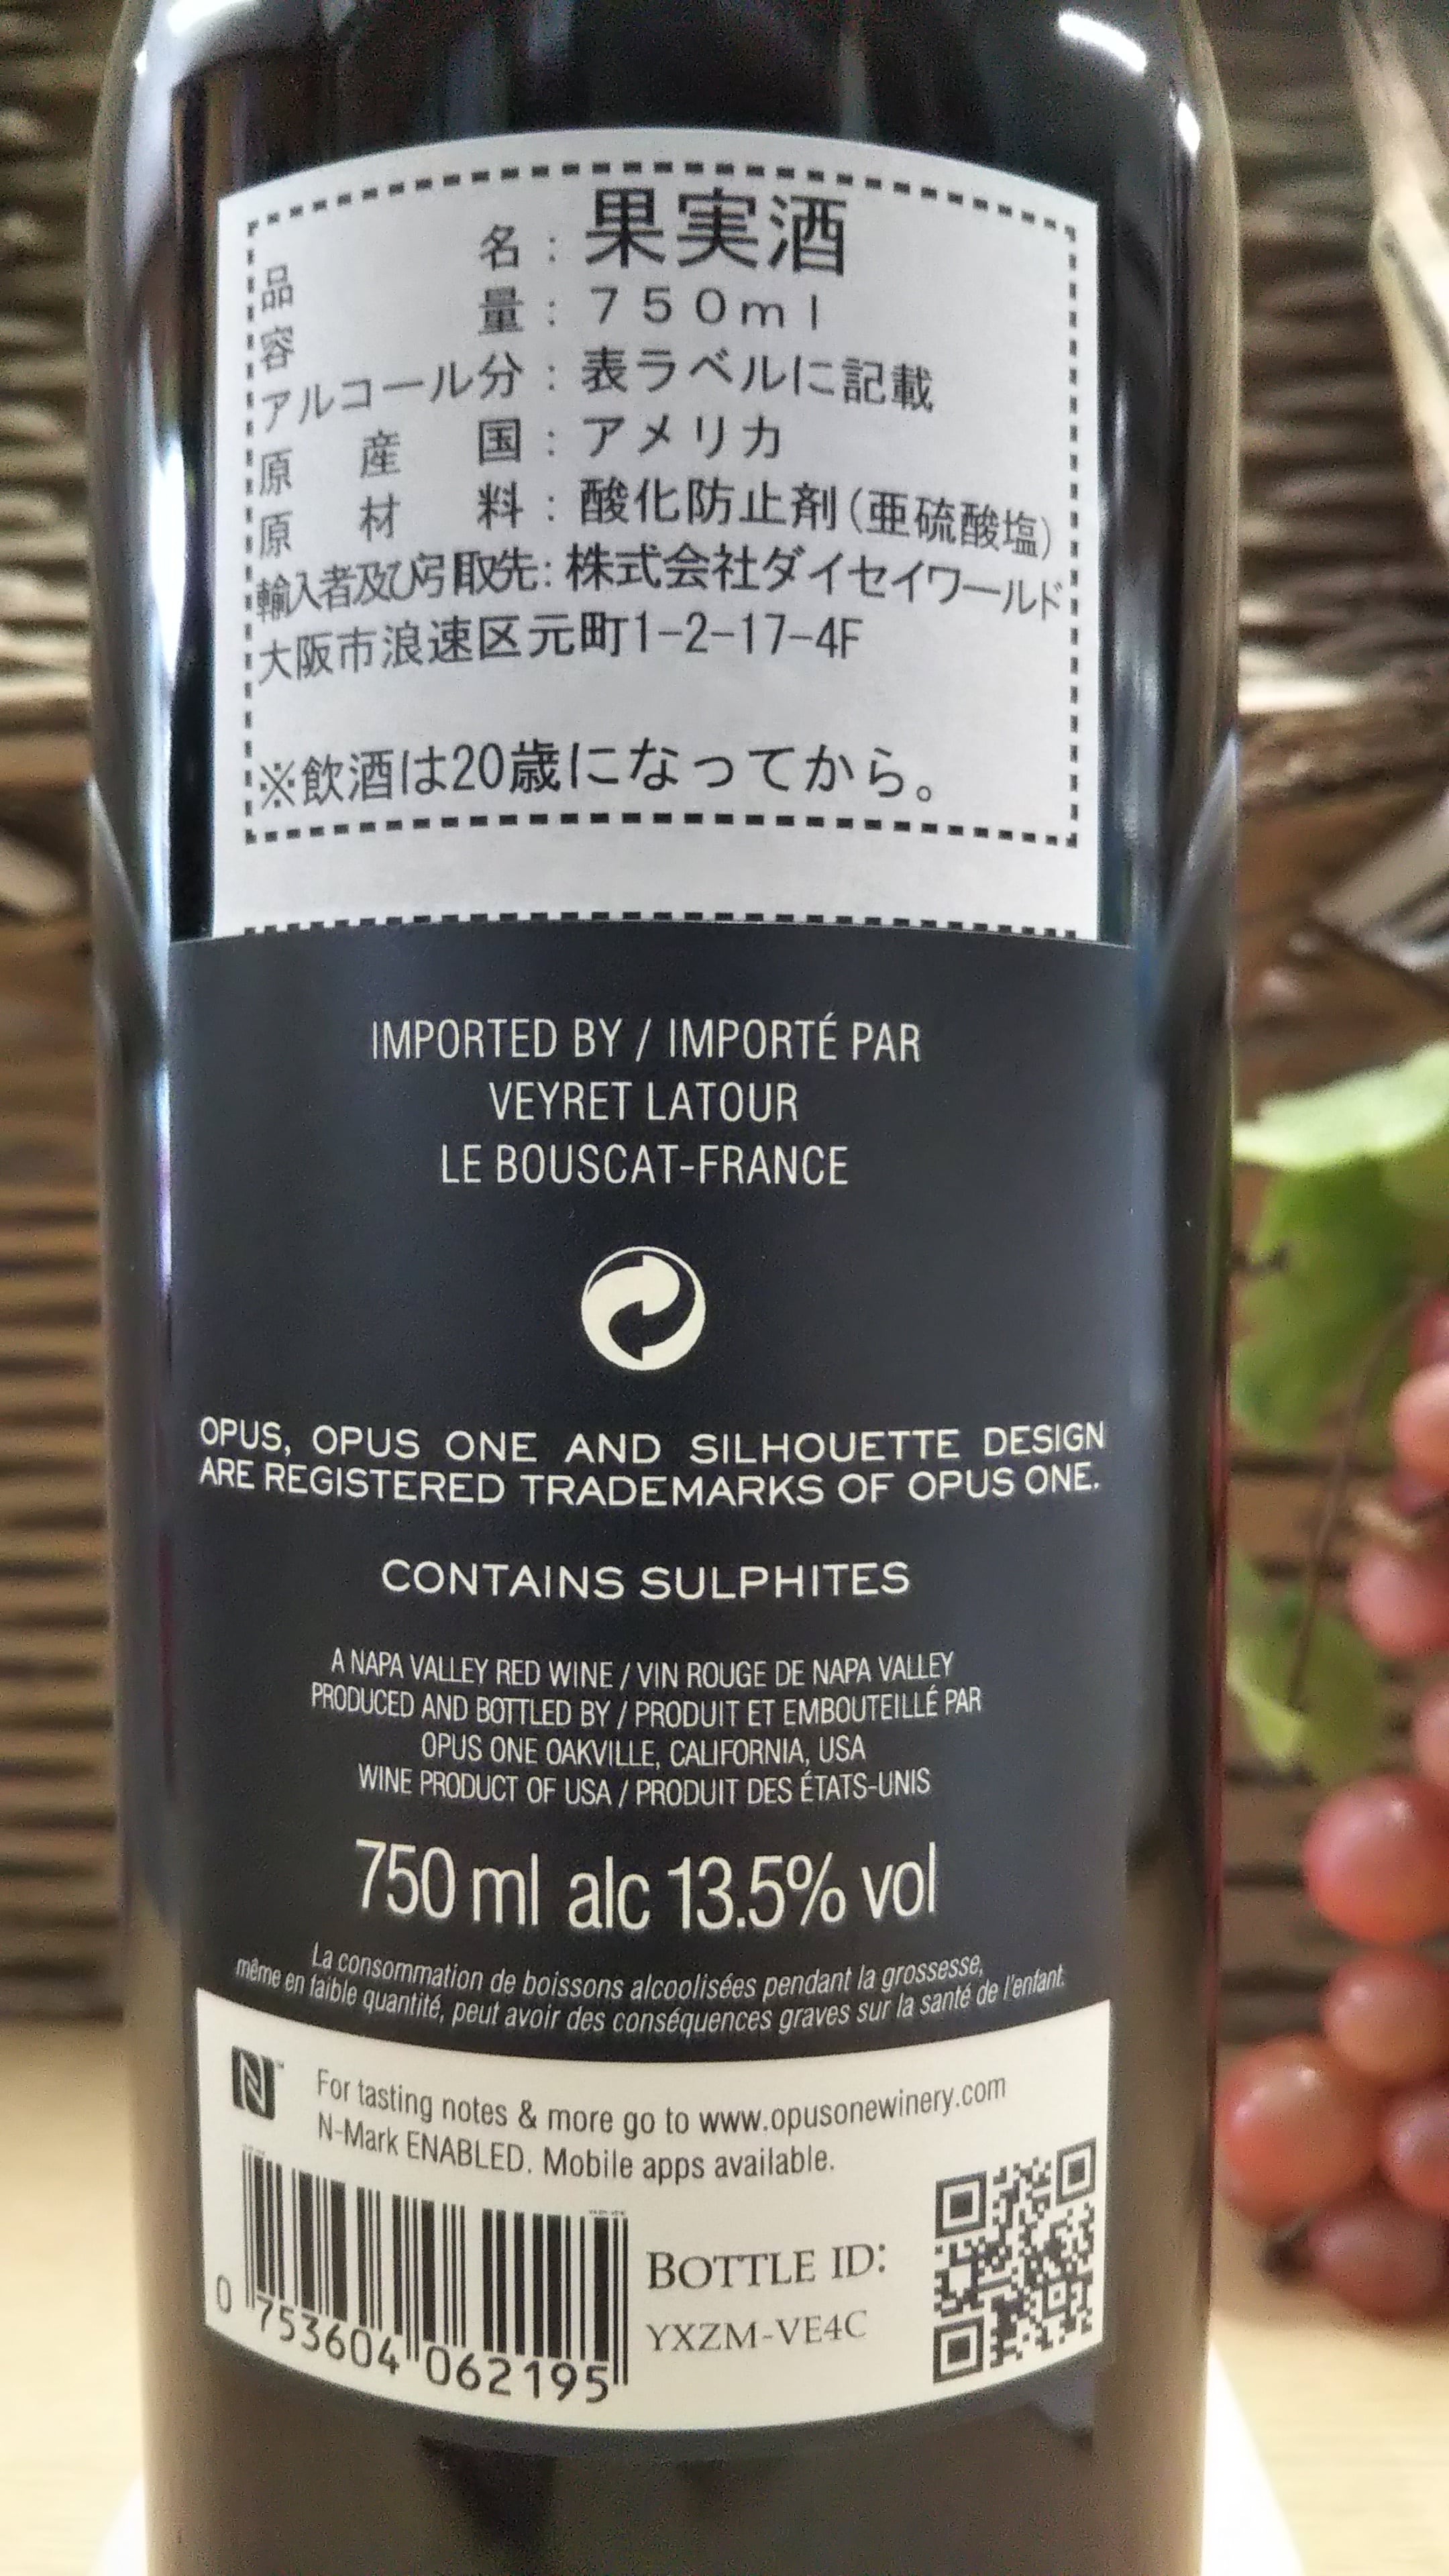 品名：果実酒
容量：750ml
アルコール分：表ラベルに記載
原産国：アメリカ
原材料：酸化防止剤(亜硫酸塩)
輸入者及び引取先：株式会社ダイセイワールド
大阪市浪速区元町1-2-17-4F
※飲酒は20歳になってから。
IMPORTED BY / IMPORTÉ PAR
VEYRET LATOUR
LE BOUSCAT-FRANCE
OPUS, OPUS ONE AND SILHOUETTE DESIGN
ARE REGISTERED TRADEMARKS OF OPUS ONE.
CONTAINS SULPHITES
A NAPA VALLEY RED WINE / VIN ROUGE DE NAPA VALLEY
PRODUCED AND BOTTLED BY / PRODUIT ET EMBOUTEILLÉ PAR
OPUS ONE OAKVILLE, CALIFORNIA, USA
WINE PRODUCT OF USA / PRODUIT DES ÉTATS-UNIS
750 ml alc 13.5% vol
La consommation de boissons alcoolisées pendant la grossesse,
même en faible quantité, peut avoir des conséquences graves sur la santé de l'enfant.
N™
For tasting notes & more go to www.opusonewinery.com
N-Mark ENABLED. Mobile apps available.
BOTTLE ID:
YXZM-VE4C
0 753604 062195